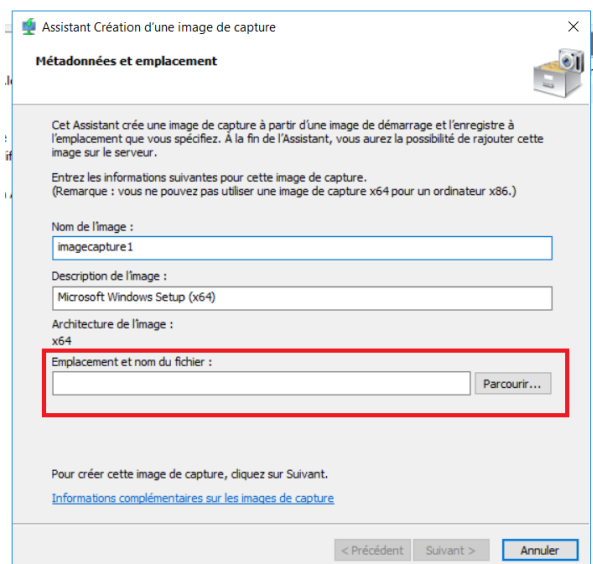 Assistant Création d'une image de capture
Métadonnées et emplacement
Cet Assistant crée une image de capture à partir d'une image de démarrage et l'enregistre à
l'emplacement que vous spécifiez. À la fin de l'Assistant, vous aurez la possibilité de rajouter cette
image sur le serveur.
Entrez les informations suivantes pour cette image de capture.
(Remarque : vous ne pouvez pas utiliser une image de capture x64 pour un ordinateur x86.)
Nom de l'image :
imagecapture1
Description de l'image :
Microsoft Windows Setup (x64)
Architecture de l'image :
x64
Emplacement et nom du fichier :
Parcourir...
Pour créer cette image de capture, cliquez sur Suivant.
Informations complémentaires sur les images de capture
< Précédent Suivant > Annuler